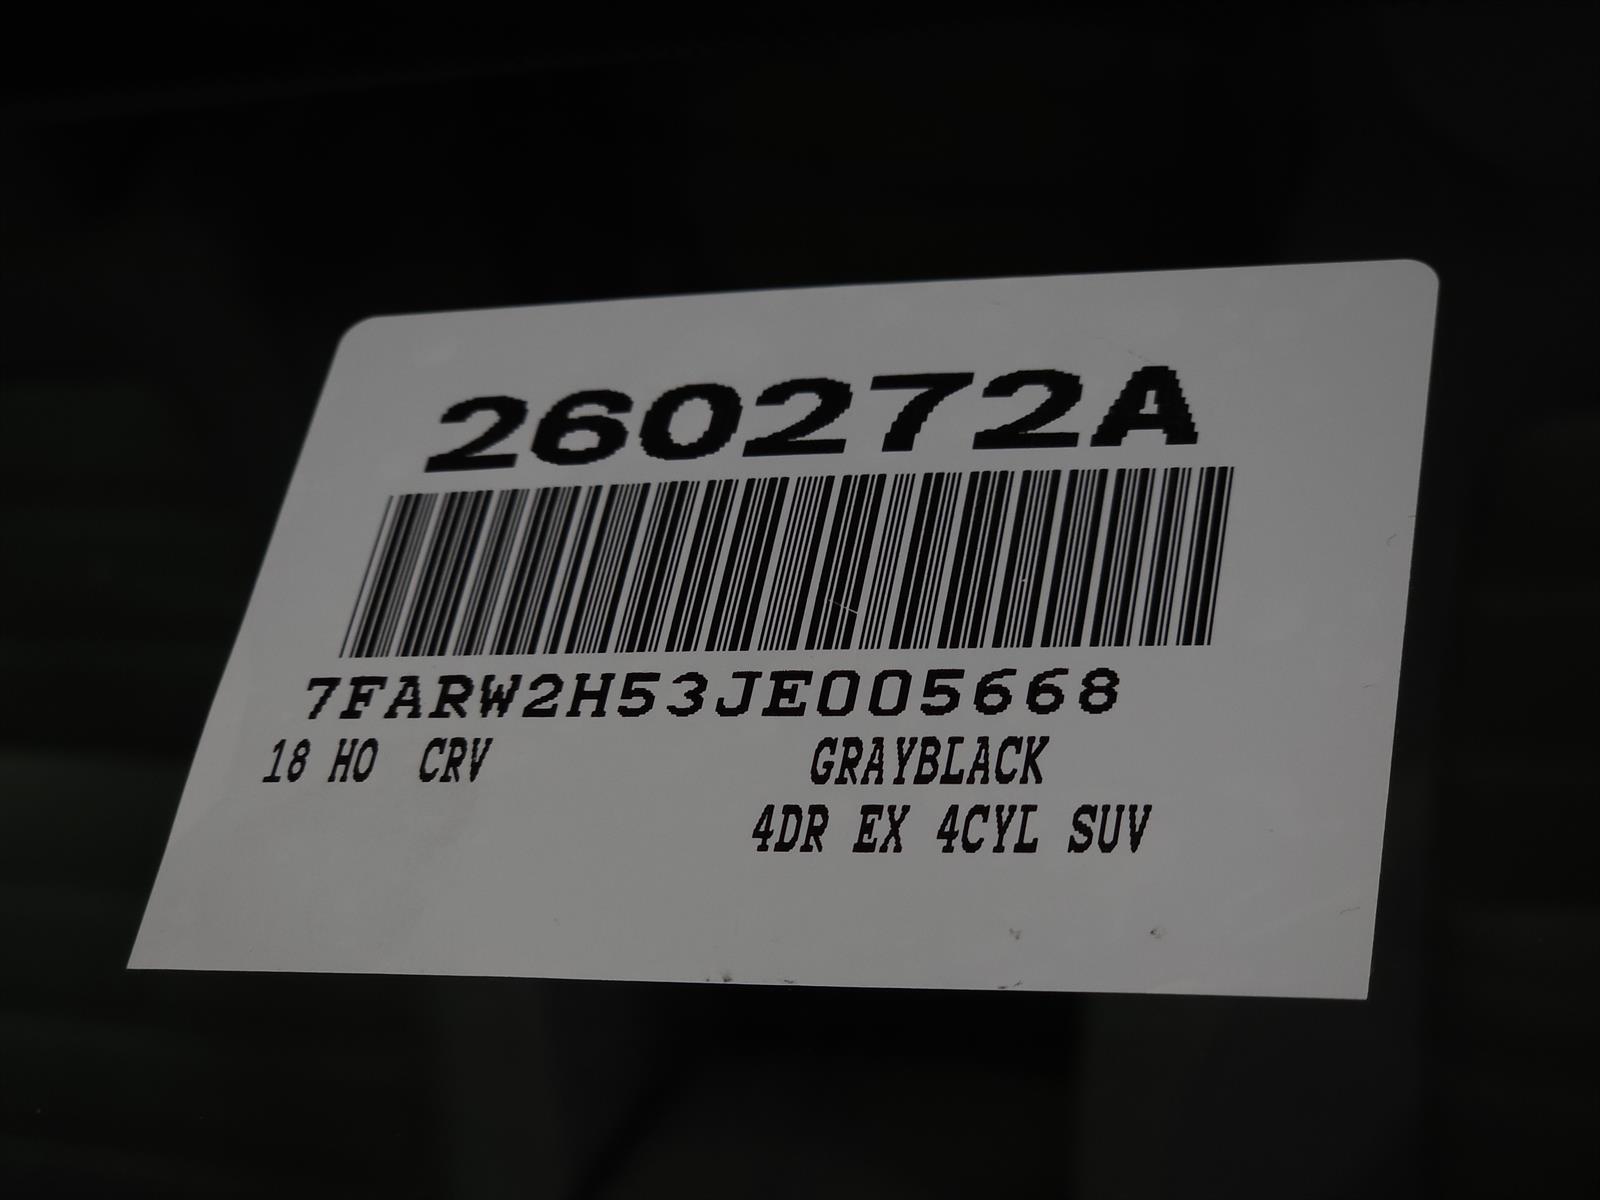 260272A
7FARW2H53JE005668
18 HO CRV GRAYBLACK
4DR EX 4CYL SUV